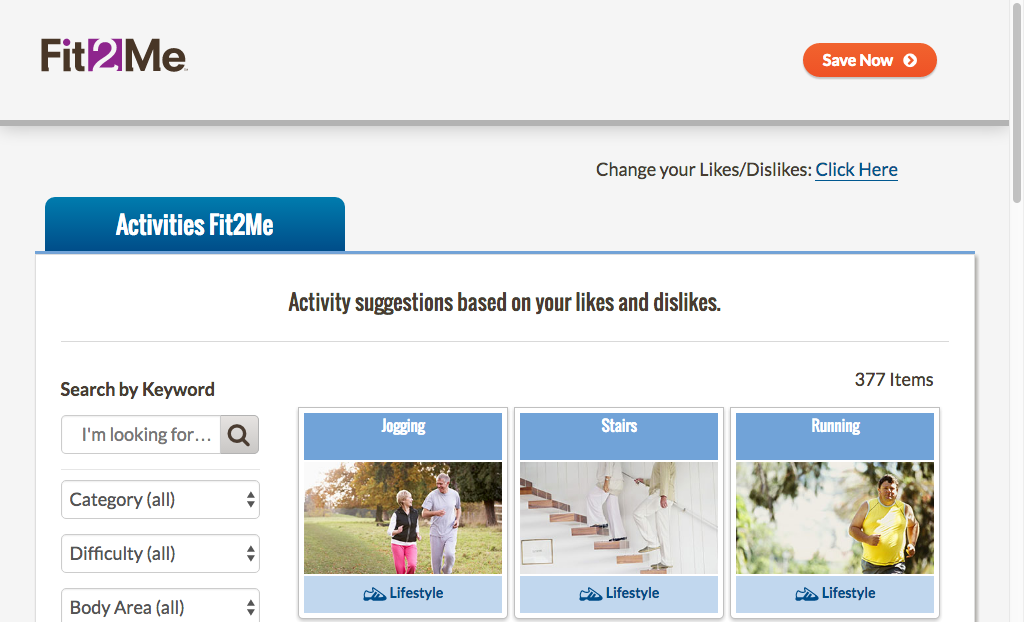 Fit2Me
Save Now
Change your Likes/Dislikes: Click Here
Activities Fit2Me
Activity suggestions based on your likes and dislikes.
377 Items
Search by Keyword
I'm looking for...
Category (all)
Difficulty (all)
Body Area (all)
Jogging
Lifestyle
Stairs
Lifestyle
Running
Lifestyle